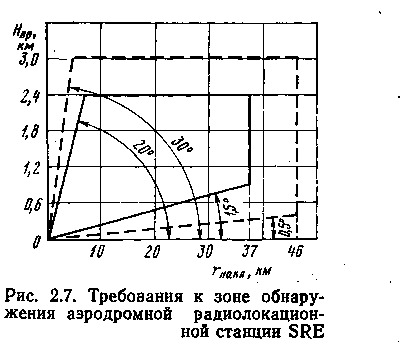 Hпр,
км
3,0
2,4
1,8
1,2
0,6
0
20°
30°
1,5°
0,5°
10 20 30 37 46
rнакл, км
Рис. 2.7. Требования к зоне обнару-
жения аэродромной радиолокацион-
ной станции SRE